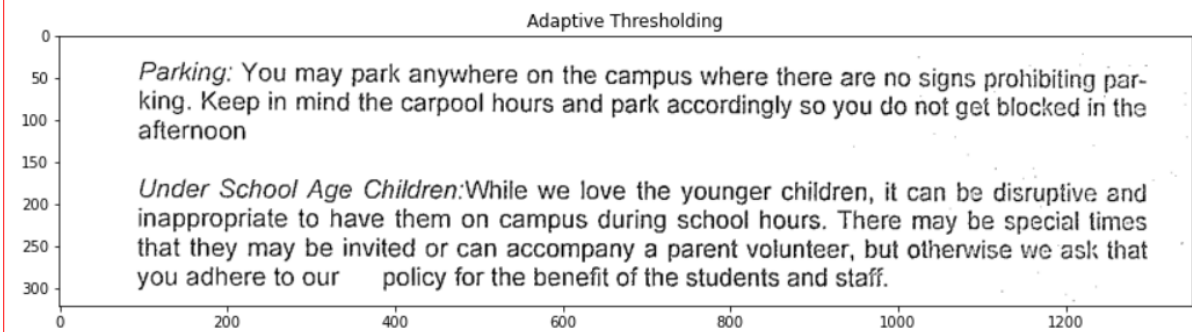 Adaptive Thresholding
0
50
100
150
200
250
300
Parking: You may park anywhere on the campus where there are no signs prohibiting par-
king. Keep in mind the carpool hours and park accordingly so you do not get blocked in the
afternoon
Under School Age Children:While we love the younger children, it can be disruptive and
inappropriate to have them on campus during school hours. There may be special times
that they may be invited or can accompany a parent volunteer, but otherwise we ask that
you adhere to our policy for the benefit of the students and staff.
0 200 400 600 800 1000 1200